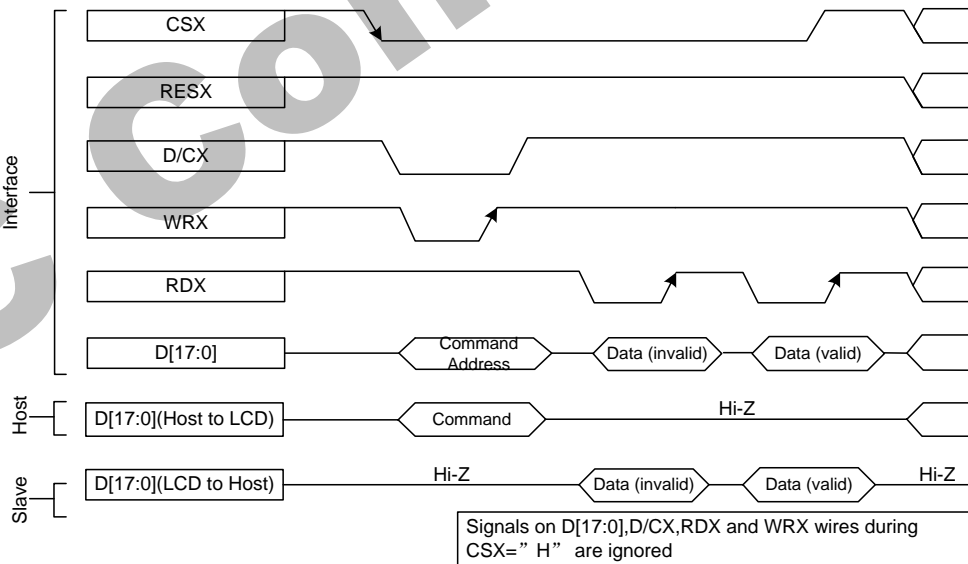 CSX
RESX
D/CX
WRX
RDX
Interface
D[17:0]
Command
Address
Data (invalid)
Data (valid)
Host
D[17:0](Host to LCD)
Command
Hi-Z
Slave
D[17:0](LCD to Host)
Hi-Z
Data (invalid)
Data (valid)
Hi-Z
Signals on D[17:0],D/CX,RDX and WRX wires during
CSX=”H” are ignored